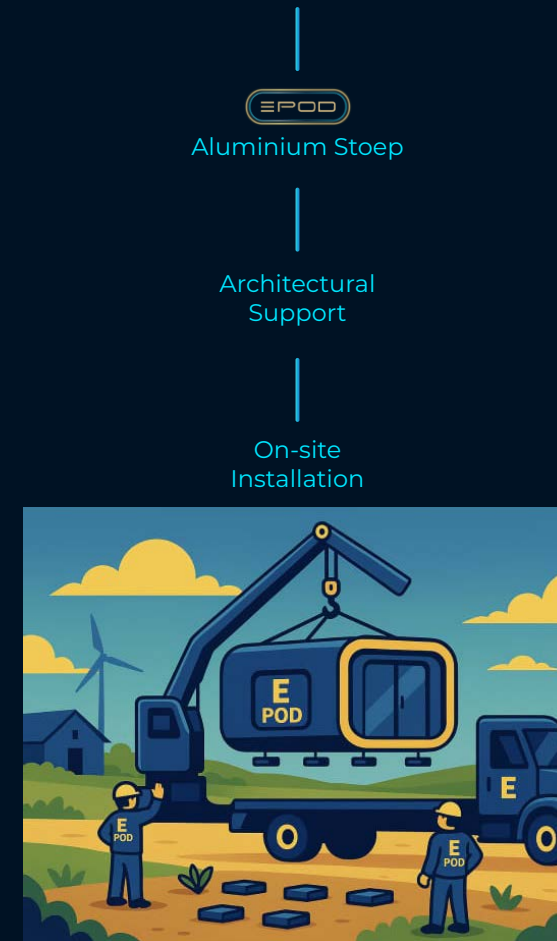 EPOD
Aluminium Stoep
Architectural
Support
On-site
Installation
E
POD
E
E
POD
E
POD